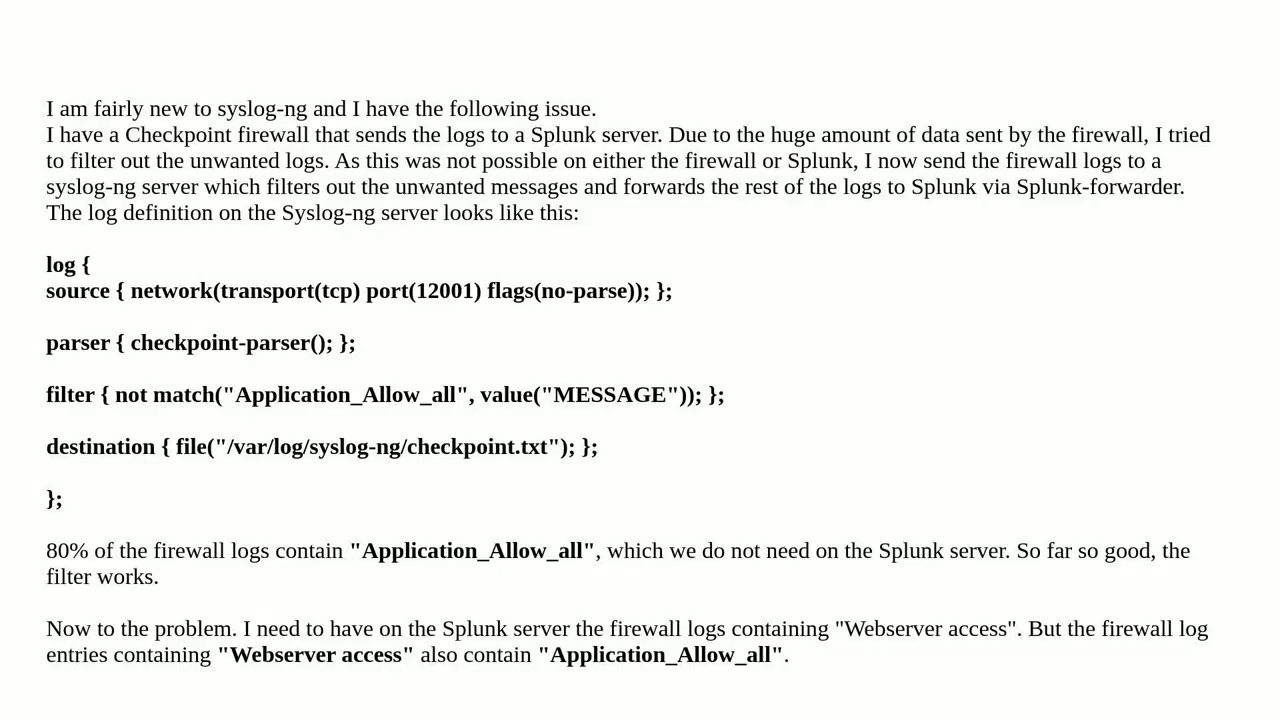 I am fairly new to syslog-ng and I have the following issue.
I have a Checkpoint firewall that sends the logs to a Splunk server. Due to the huge amount of data sent by the firewall, I tried
to filter out the unwanted logs. As this was not possible on either the firewall or Splunk, I now send the firewall logs to a
syslog-ng server which filters out the unwanted messages and forwards the rest of the logs to Splunk via Splunk-forwarder.
The log definition on the Syslog-ng server looks like this:
log {
source { network(transport(tcp) port(12001) flags(no-parse)); };
parser { checkpoint-parser(); };
filter { not match("Application_Allow_all", value("MESSAGE")); };
destination { file("/var/log/syslog-ng/checkpoint.txt"); };
};
80% of the firewall logs contain "Application_Allow_all", which we do not need on the Splunk server. So far so good, the
filter works.
Now to the problem. I need to have on the Splunk server the firewall logs containing "Webserver access". But the firewall log
entries containing "Webserver access" also contain "Application_Allow_all".